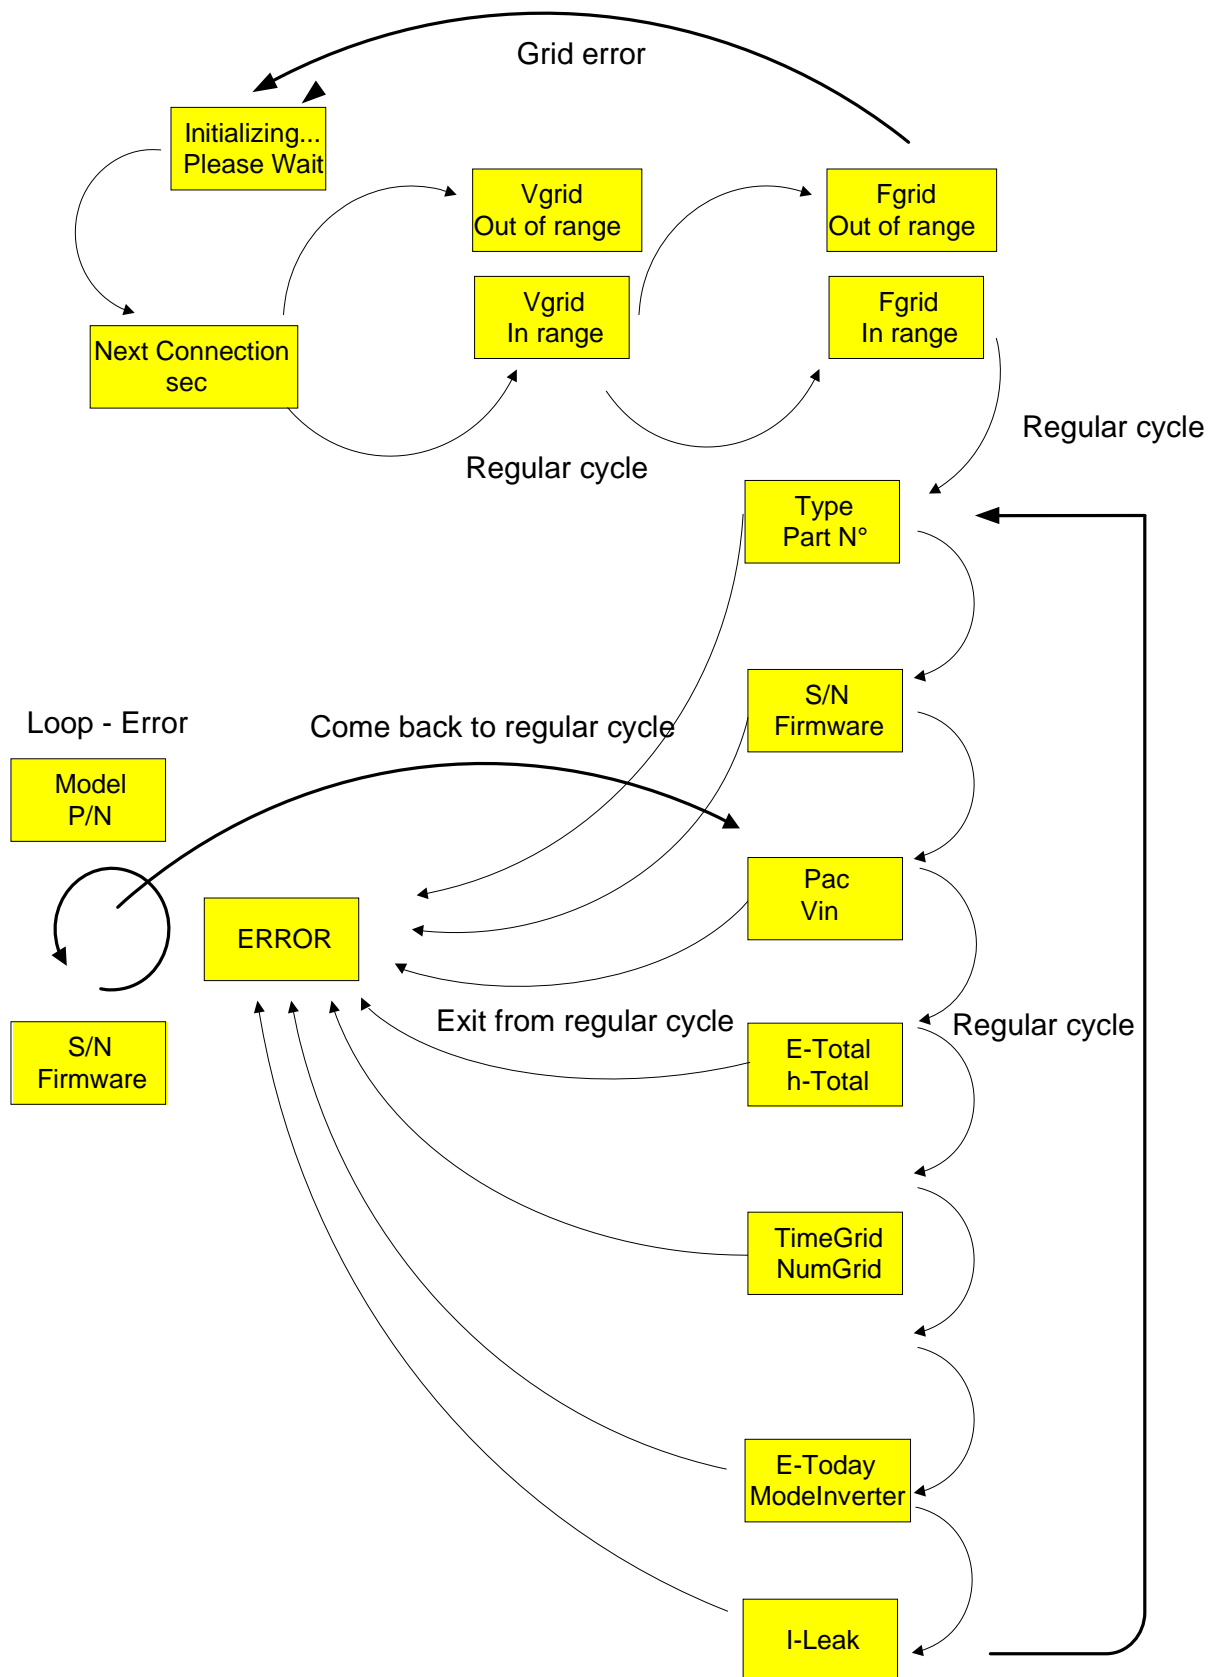 Grid error
Initializing...
Please Wait
Vgrid
Out of range
Fgrid
Out of range
Vgrid
In range
Fgrid
In range
Next Connection
sec
Regular cycle
Regular cycle
Type
Part N°
S/N
Firmware
Loop - Error
Come back to regular cycle
Model
P/N
Pac
Vin
ERROR
Exit from regular cycle
Regular cycle
S/N
Firmware
E-Total
h-Total
TimeGrid
NumGrid
E-Today
ModeInverter
I-Leak